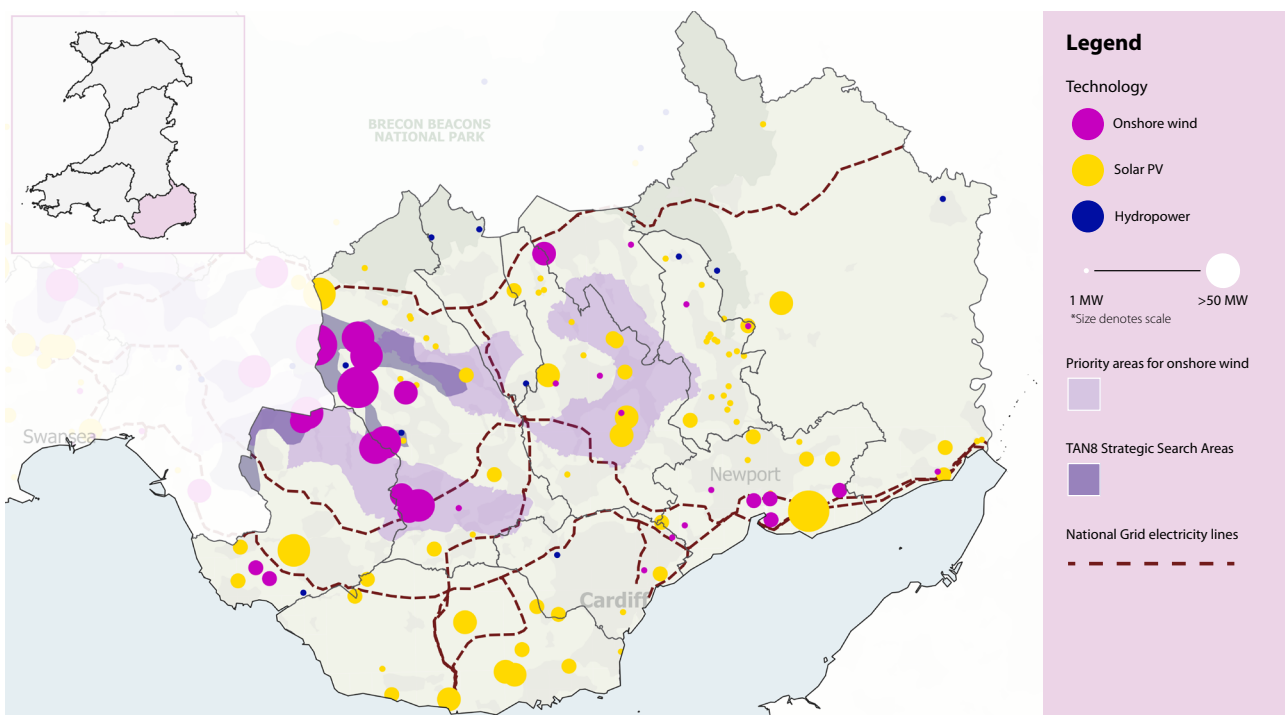 BRECON BEACONS
NATIONAL PARK
Swansea
Newport
Cardiff
Legend
Technology
Onshore wind
Solar PV
Hydropower
1 MW
>50 MW
*Size denotes scale
Priority areas for onshore wind
TAN8 Strategic Search Areas
National Grid electricity lines